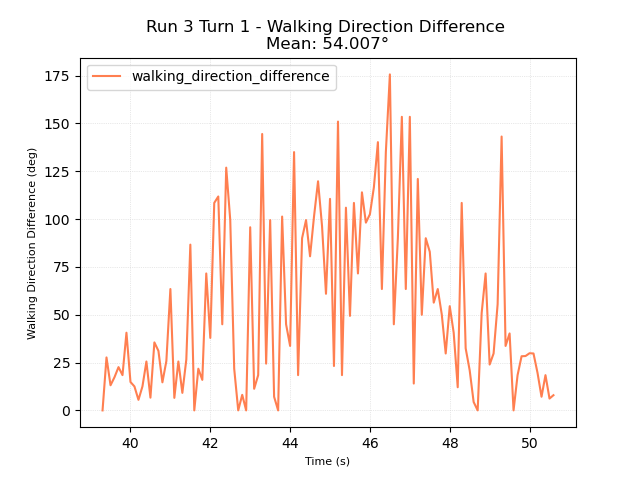 Run 3 Turn 1 - Walking Direction Difference
Mean: 54.007°
walking_direction_difference
175
150
125
100
75
50
25
0
Walking Direction Difference (deg)
40 42 44 46 48 50
Time (s)